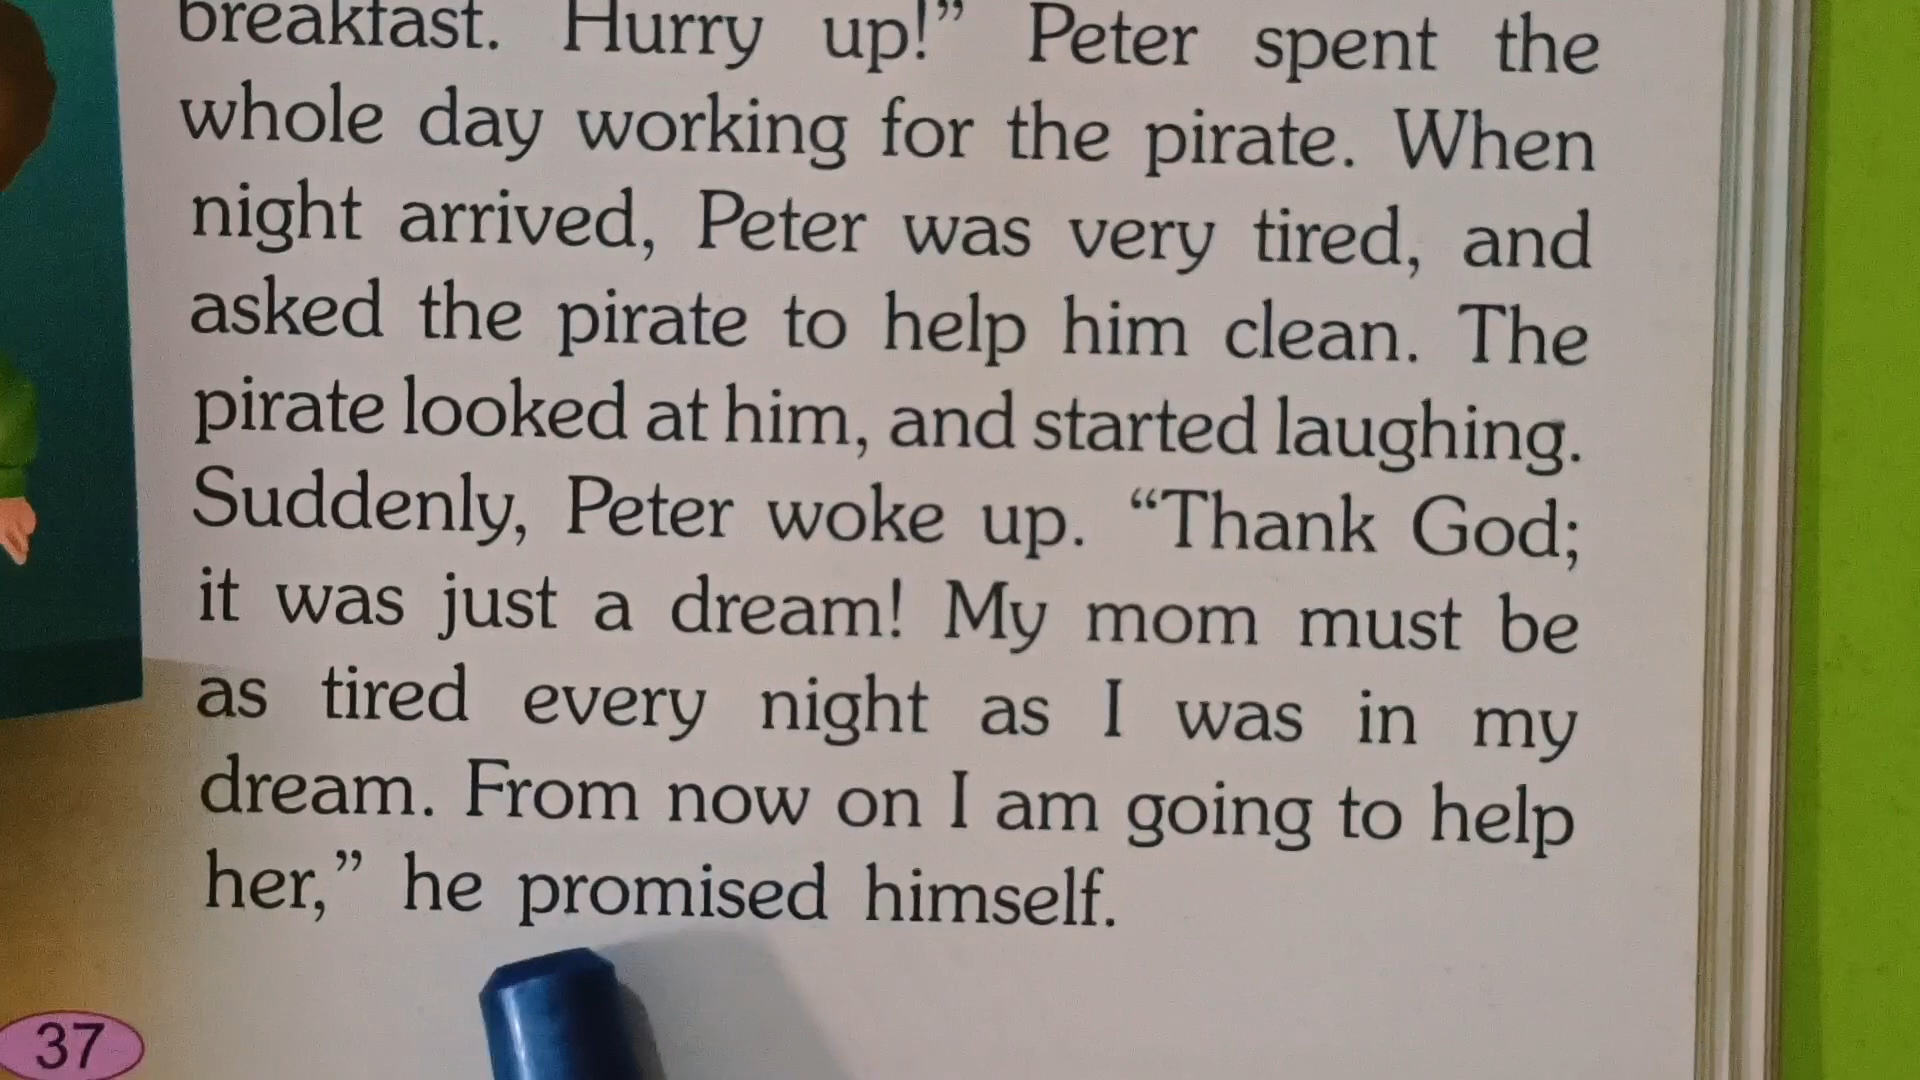 breakfast. Hurry up!” Peter spent the
whole day working for the pirate. When
night arrived, Peter was very tired, and
asked the pirate to help him clean. The
pirate looked at him, and started laughing.
Suddenly, Peter woke up. “Thank God;
it was just a dream! My mom must be
as tired every night as I was in my
dream. From now on I am going to help
her,” he promised himself.
37